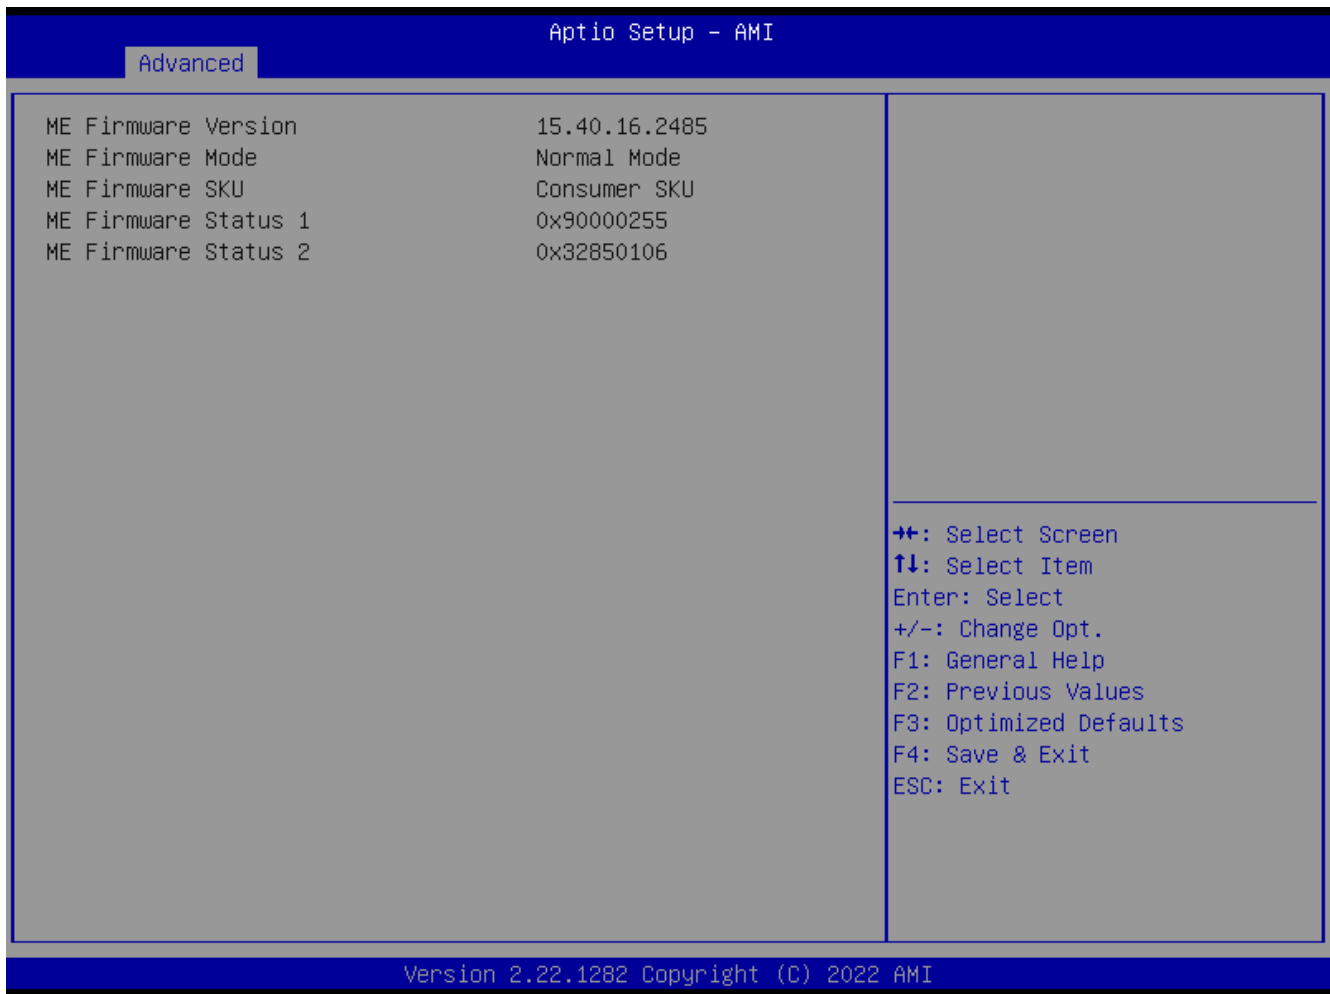 Aptio Setup – AMI
Advanced
ME Firmware Version 15.40.16.2485
ME Firmware Mode Normal Mode
ME Firmware SKU Consumer SKU
ME Firmware Status 1 0x90000255
ME Firmware Status 2 0x32850106
→←: Select Screen
↑↓: Select Item
Enter: Select
+/-: Change Opt.
F1: General Help
F2: Previous Values
F3: Optimized Defaults
F4: Save & Exit
ESC: Exit
Version 2.22.1282 Copyright (C) 2022 AMI